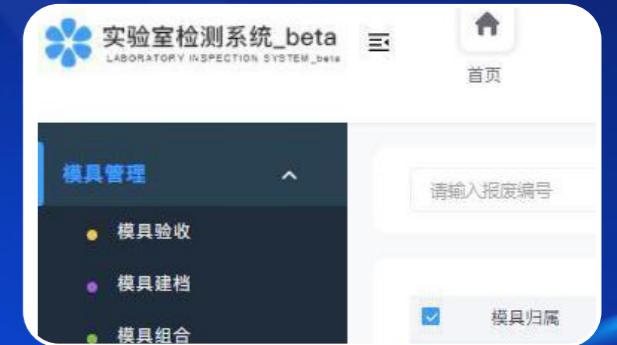 实验室检测系统_beta
LABORATORY INSPECTION SYSTEM_beta
首页
模具管理
请输入报废编号
模具验收
模具建档
模具归属
模具组合